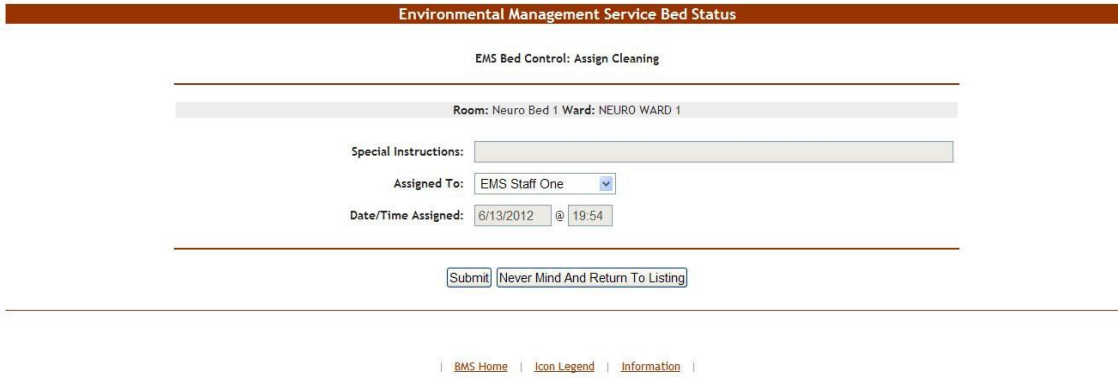 Environmental Management Service Bed Status
EMS Bed Control: Assign Cleaning
Room: Neuro Bed 1 Ward: NEURO WARD 1
Special Instructions:
Assigned To: EMS Staff One
Date/Time Assigned: 6/13/2012 @ 19:54
Submit Never Mind And Return To Listing
| BMS Home | Icon Legend | Information |